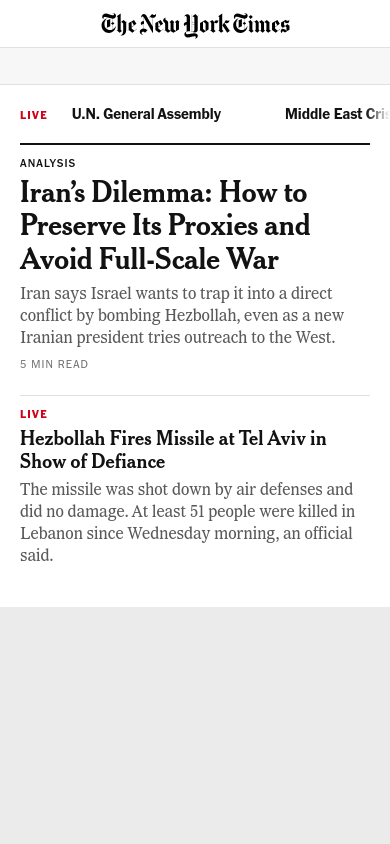 The New York Times
LIVE
U.N. General Assembly
Middle East Cris
ANALYSIS
Iran’s Dilemma: How to
Preserve Its Proxies and
Avoid Full-Scale War
Iran says Israel wants to trap it into a direct
conflict by bombing Hezbollah, even as a new
Iranian president tries outreach to the West.
5 MIN READ
LIVE
Hezbollah Fires Missile at Tel Aviv in
Show of Defiance
The missile was shot down by air defenses and
did no damage. At least 51 people were killed in
Lebanon since Wednesday morning, an official
said.